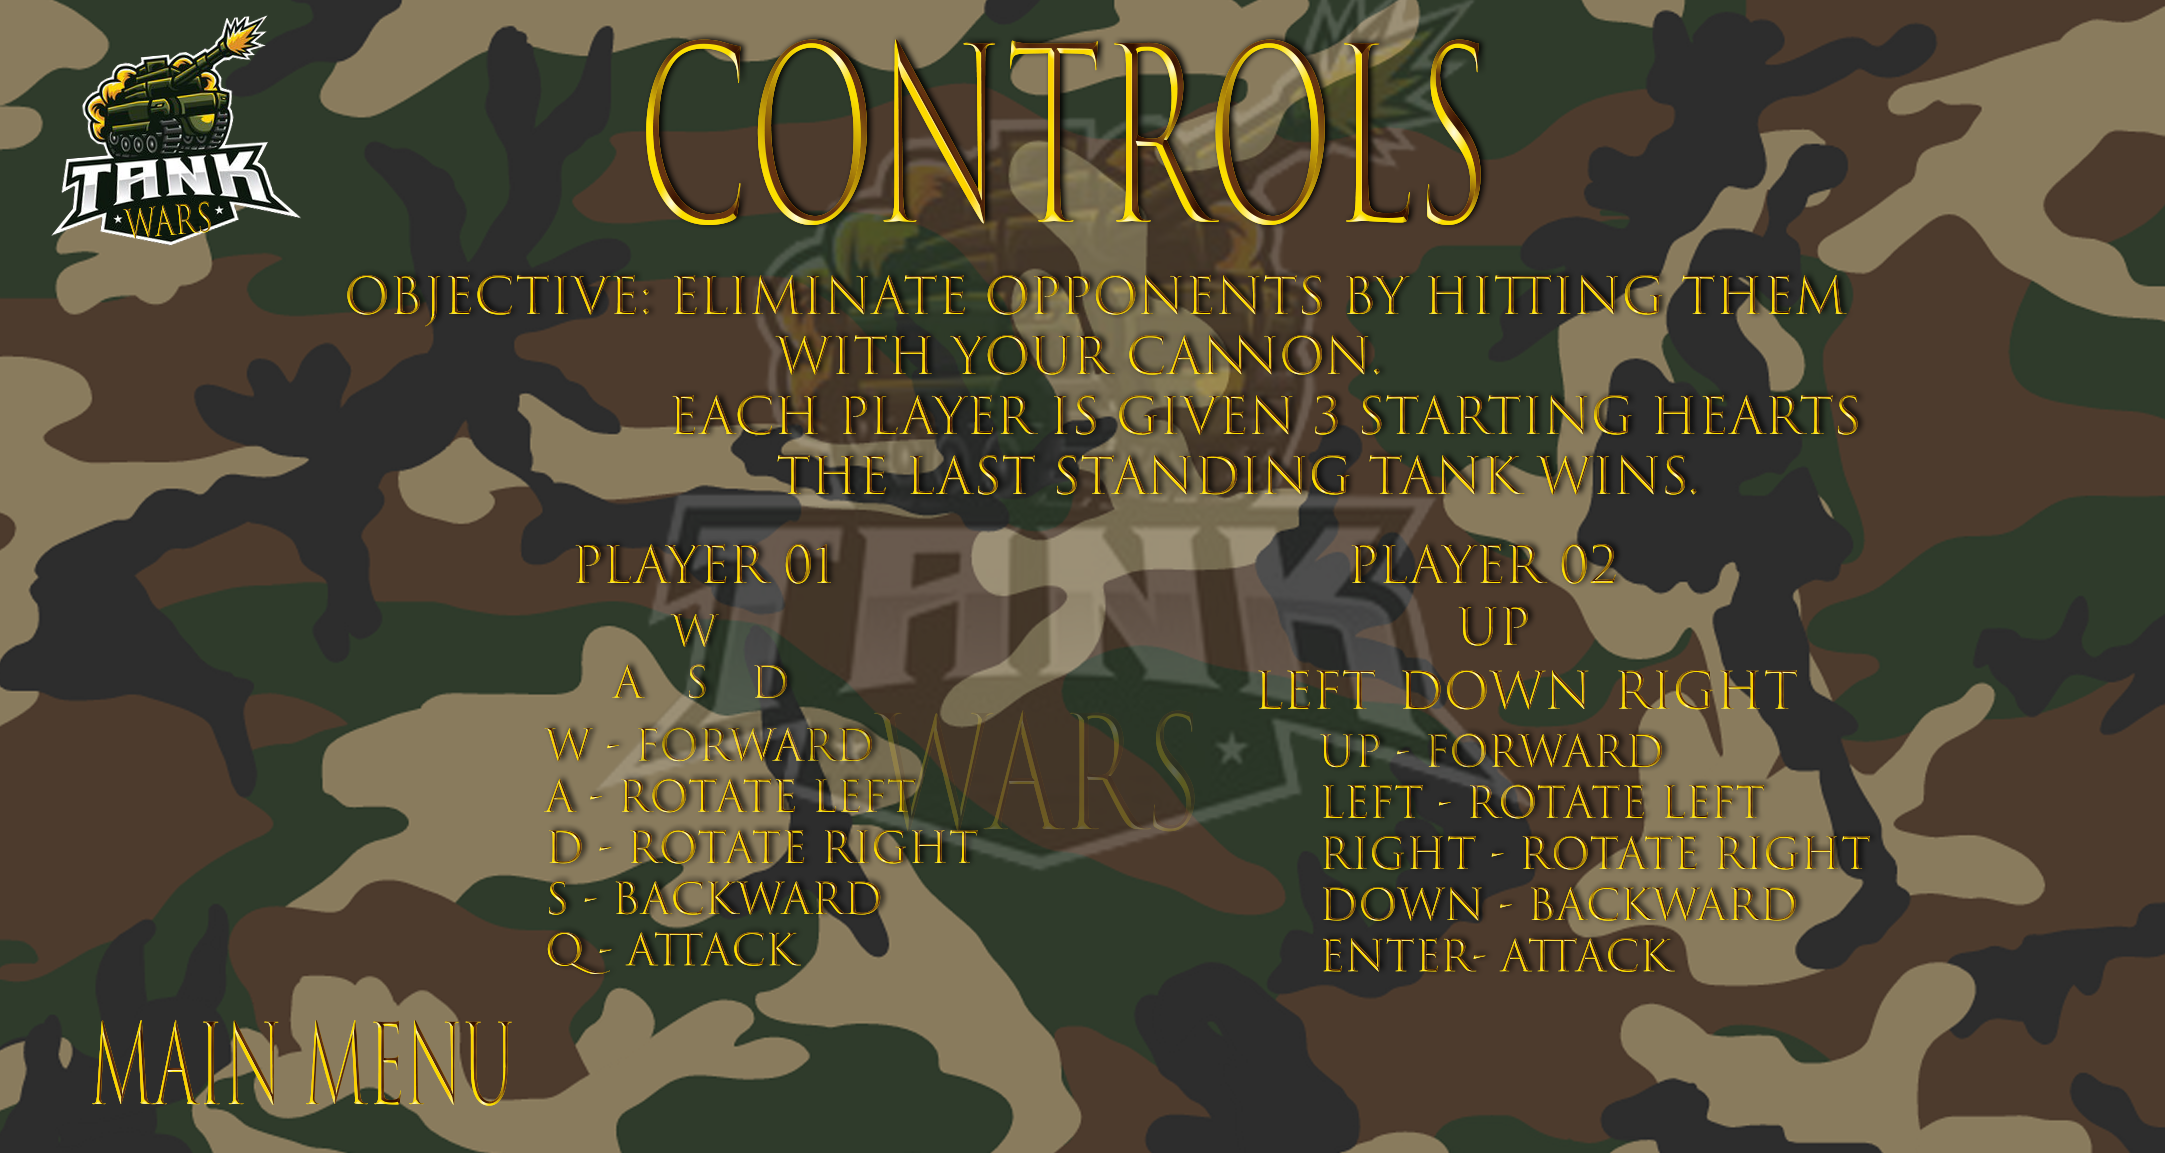 TANK
WARS
CONTROLS
OBJECTIVE: ELIMINATE OPPONENTS BY HITTING THEM
WITH YOUR CANNON.
EACH PLAYER IS GIVEN 3 STARTING HEARTS
THE LAST STANDING TANK WINS.
TANK
WARS
PLAYER 01
W
A S D
W - FORWARD
A - ROTATE LEFT
D - ROTATE RIGHT
S - BACKWARD
Q - ATTACK
PLAYER 02
UP
LEFT DOWN RIGHT
UP - FORWARD
LEFT - ROTATE LEFT
RIGHT - ROTATE RIGHT
DOWN - BACKWARD
ENTER- ATTACK
MAIN MENU